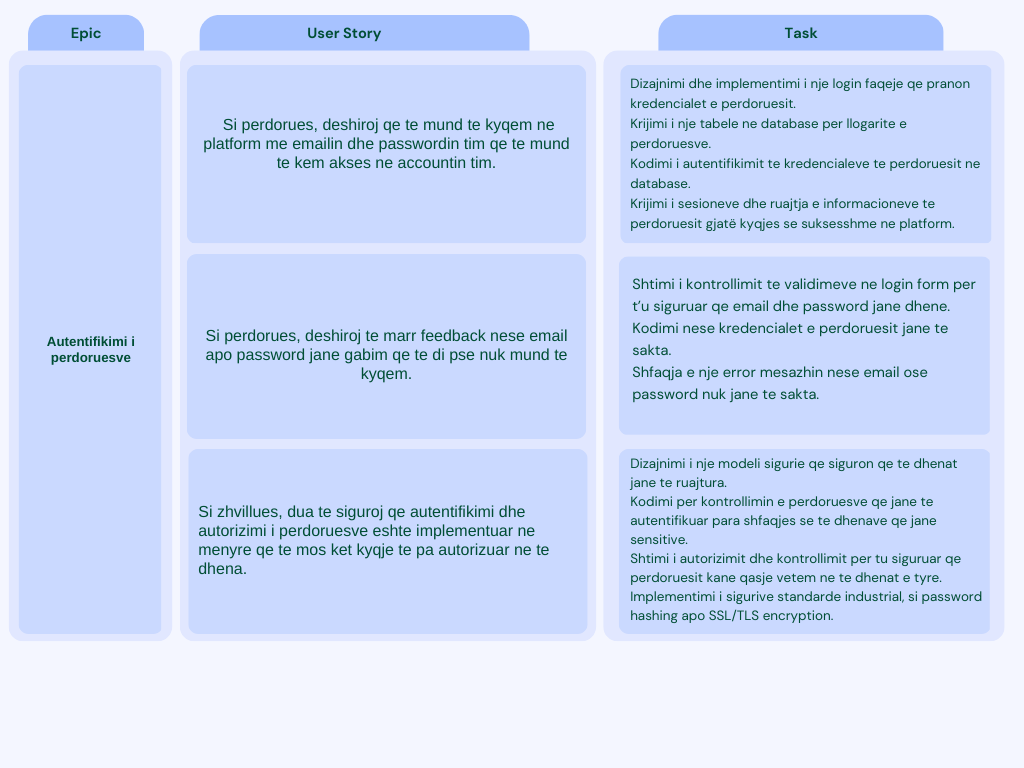 Epic
User Story
Task
Autentifikimi i
perdoruesve
Si perdorues, deshiroj qe te mund te kyqem ne
platform me emailin dhe passwordin tim qe te mund
te kem akses ne accountin tim.
Dizajnimi dhe implementimi i nje login faqeje qe pranon
kredencialet e perdoruesit.
Krijimi i nje tabele ne database per llogarite e
perdoruesve.
Kodimi i autentifikimit te kredencialeve te perdoruesit ne
database.
Krijimi i sesioneve dhe ruajtja e informacioneve te
perdoruesit gjatë kyqjes se suksesshme ne platform.
Si perdorues, deshiroj te marr feedback nese email
apo password jane gabim qe te di pse nuk mund te
kyqem.
Shtimi i kontrollimit te validimeve ne login form per
t’u siguruar qe email dhe password jane dhene.
Kodimi nese kredencialet e perdoruesit jane te
sakta.
Shfaqja e nje error mesazhin nese email ose
password nuk jane te sakta.
Si zhvillues, dua te siguroj qe autentifikimi dhe
autorizimi i perdoruesve eshte implementuar ne
menyre qe te mos ket kyqje te pa autorizuar ne te
dhena.
Dizajnimi i nje modeli sigurie qe siguron qe te dhenat
jane te ruajtura.
Kodimi per kontrollimin e perdoruesve qe jane te
autentifikuar para shfaqjes se te dhenave qe jane
sensitive.
Shtimi i autorizimit dhe kontrollimit per tu siguruar qe
perdoruesit kane qasje vetem ne te dhenat e tyre.
Implementimi i sigurive standarde industrial, si password
hashing apo SSL/TLS encryption.